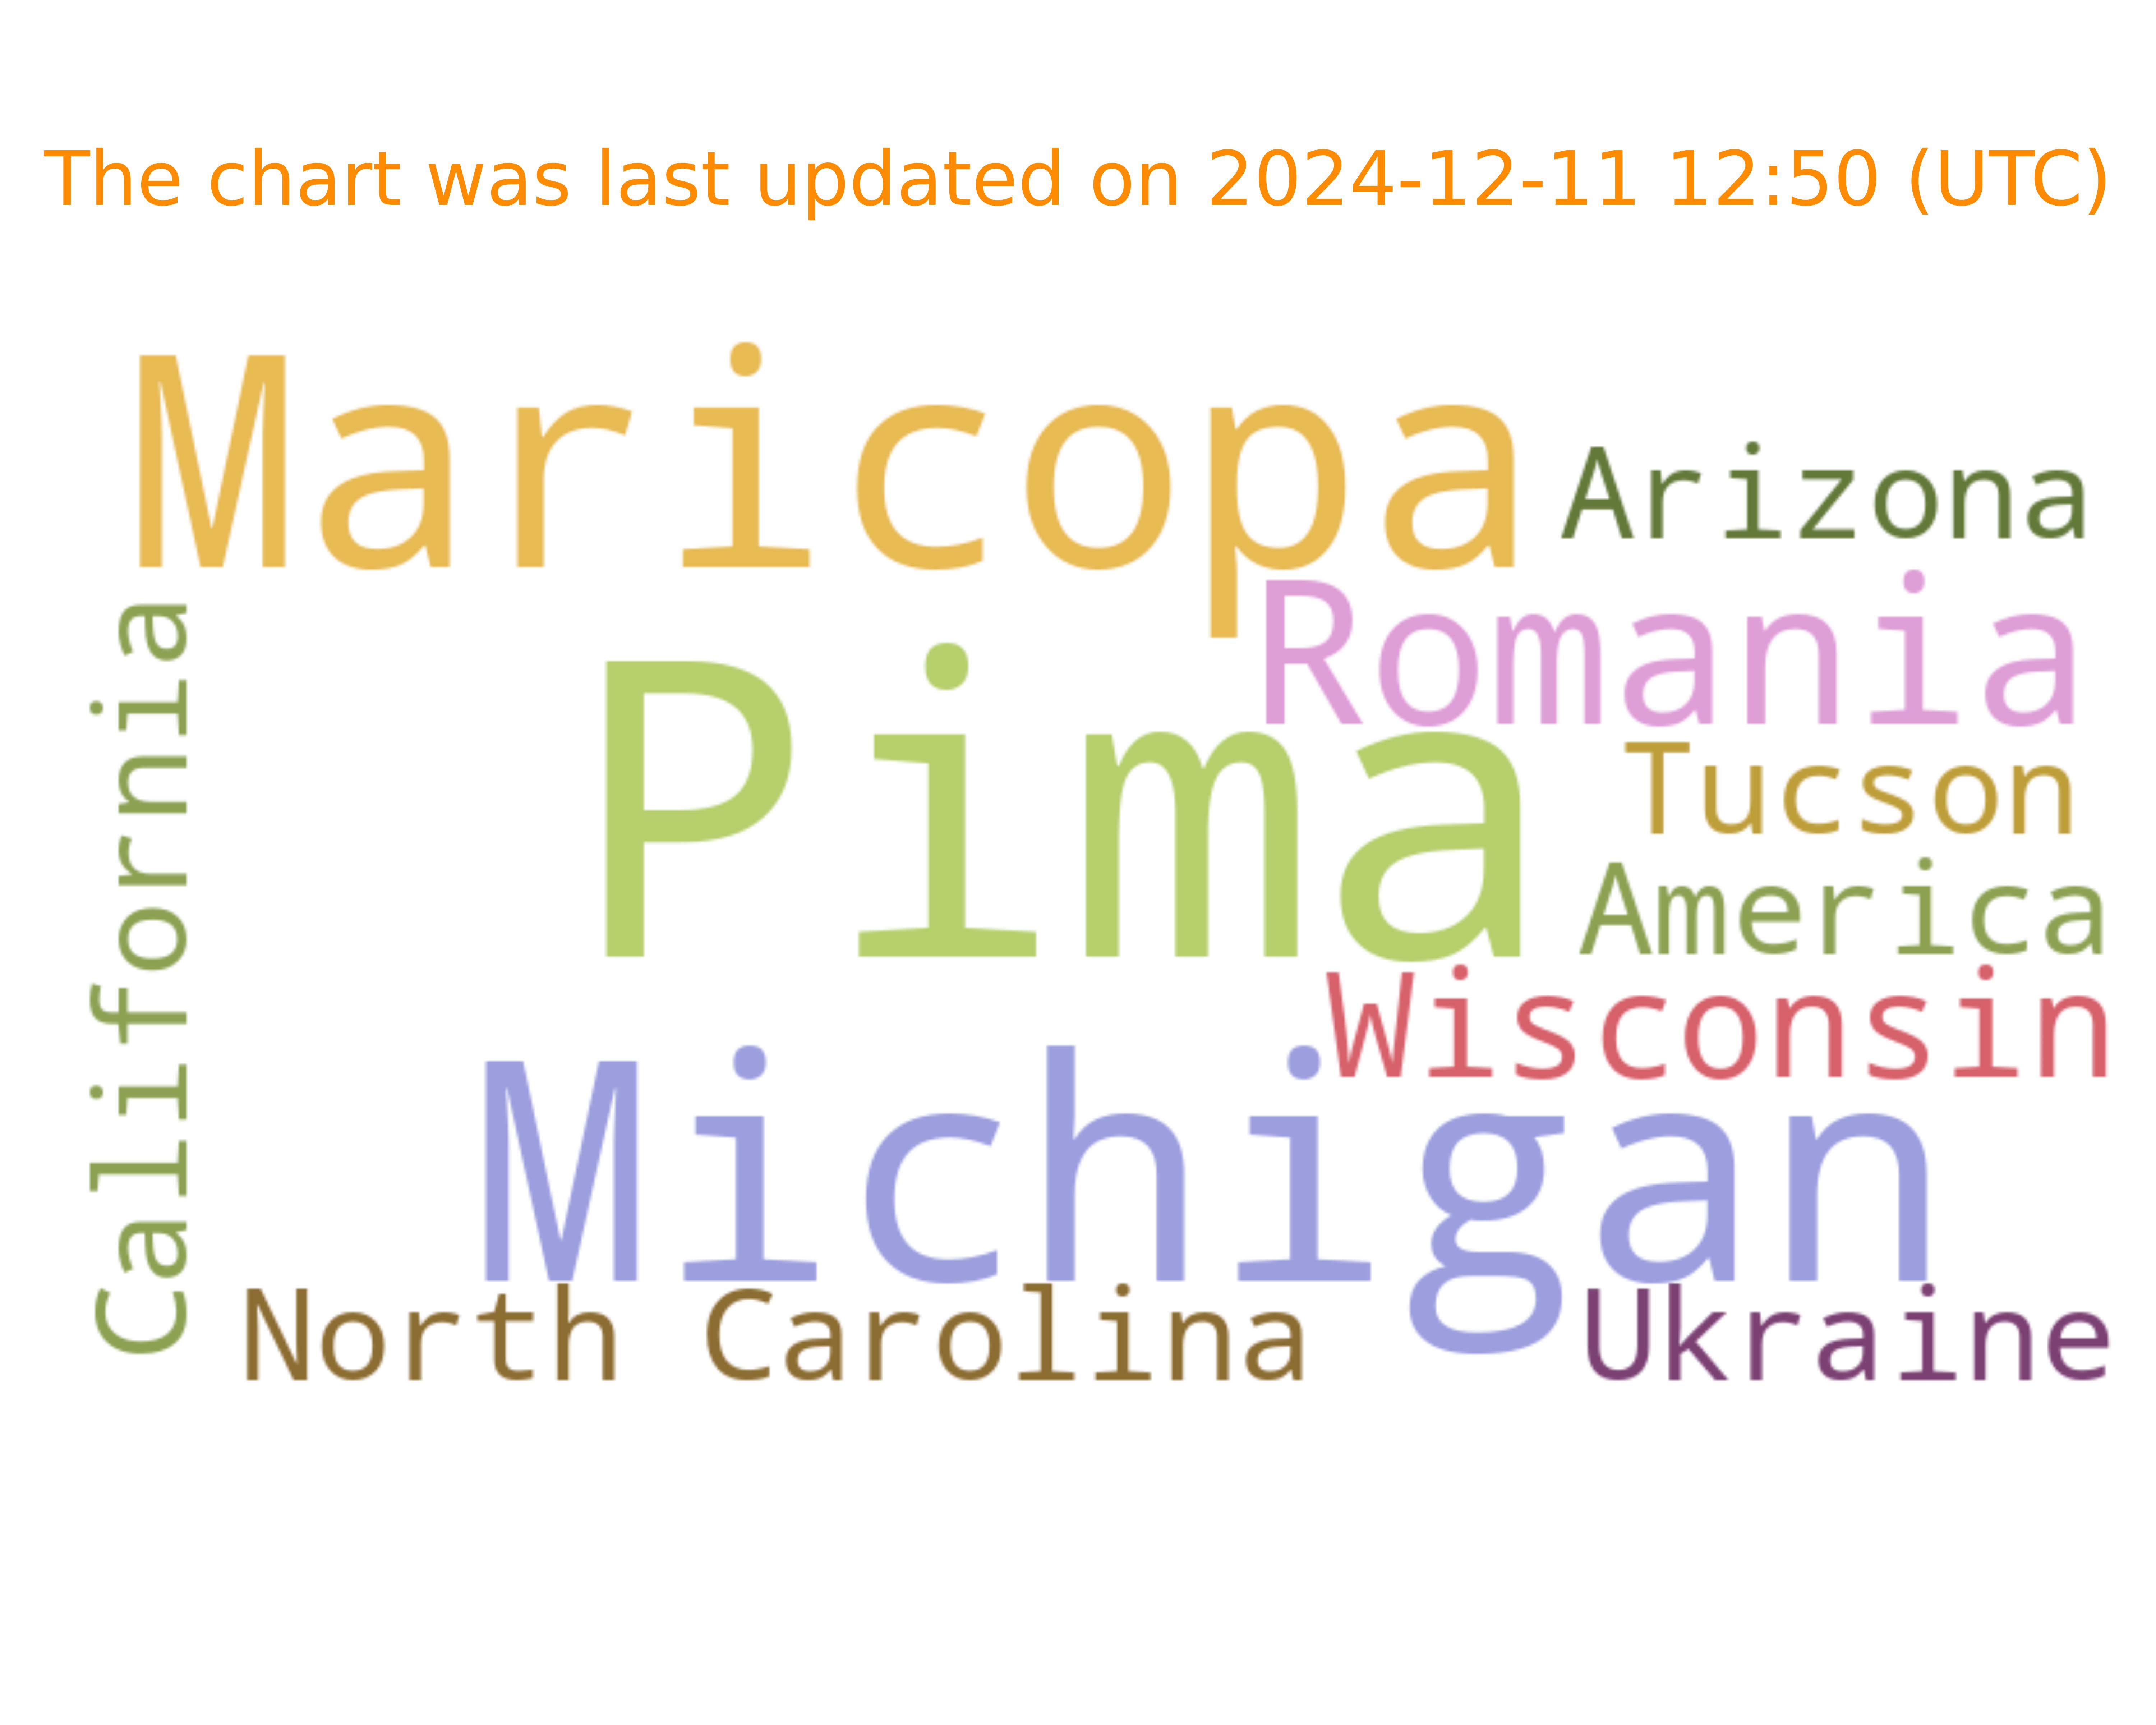 The chart was last updated on 2024-12-11 12:50 (UTC)
Maricopa
Arizona
Romania
California
Pima
Tucson
America
Wisconsin
Michigan
North Carolina
Ukraine